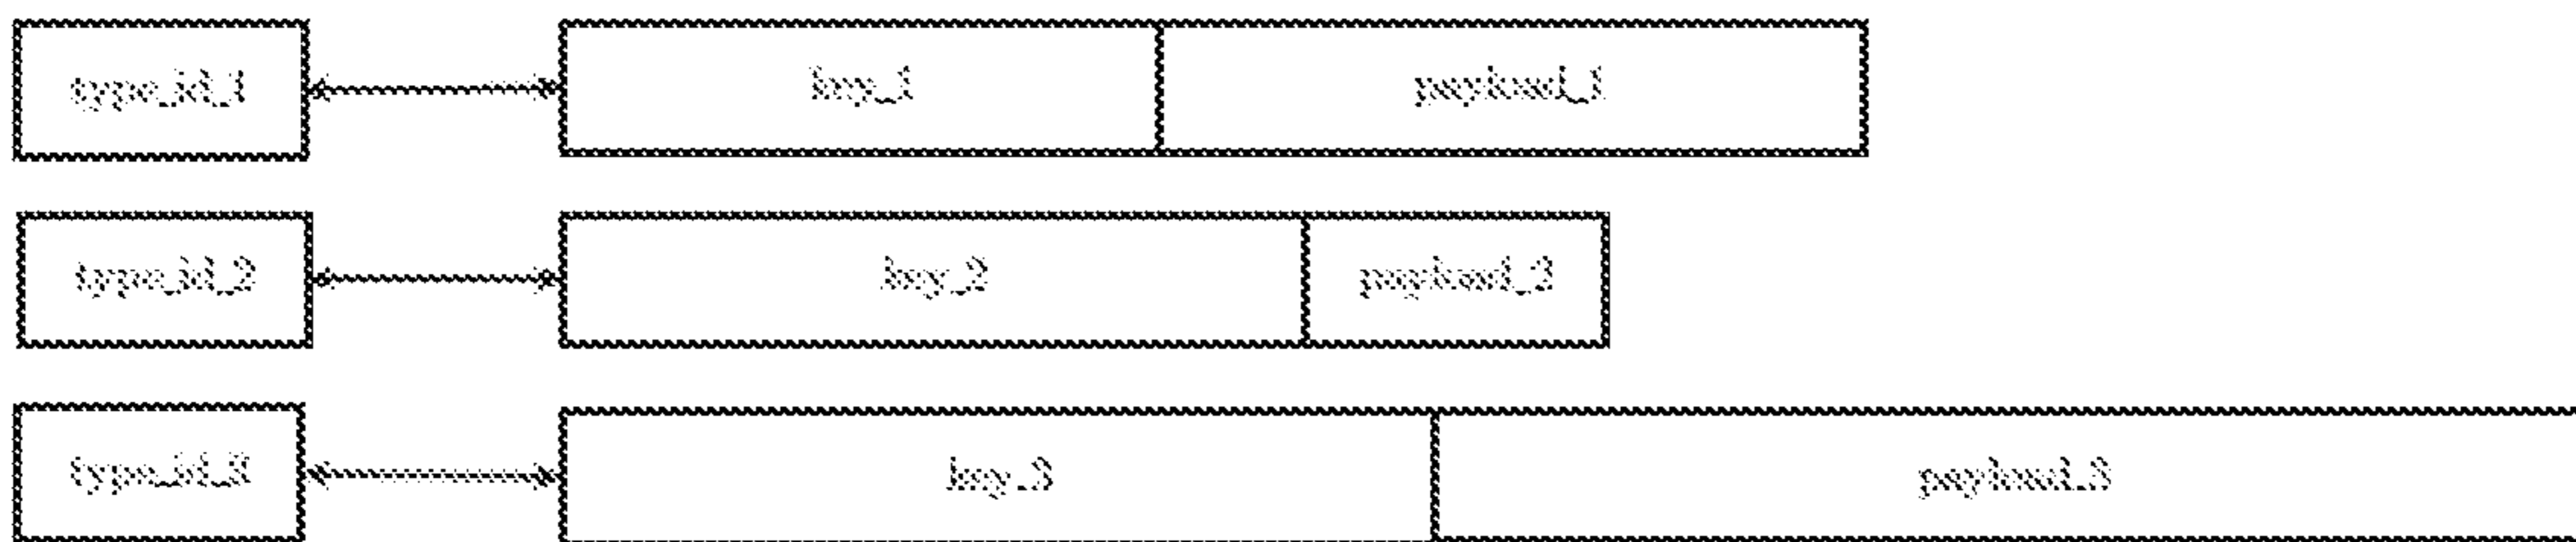 type_id_1 key_1 payload_1
type_id_2 key_2 payload_2
type_id_3 key_3 payload_3